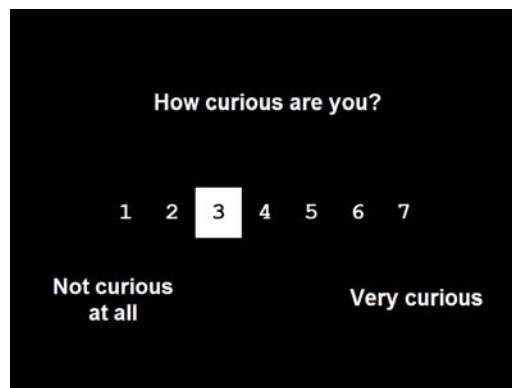 How curious are you?
1 2 3 4 5 6 7
Not curious
at all
Very curious